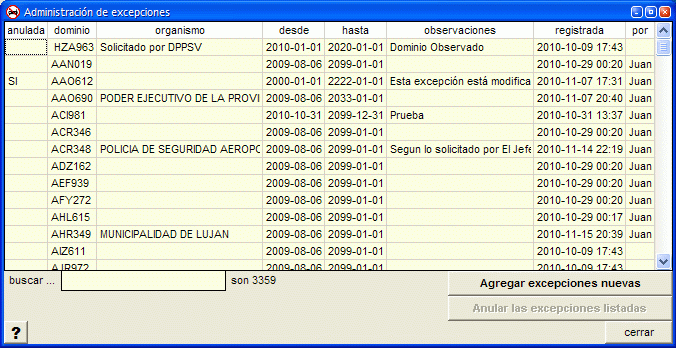 Administración de excepciones
anulada dominio organismo desde hasta observaciones registrada por
HZA963 Solicitado por DPPSV 2010-01-01 2020-01-01 Dominio Observado 2010-10-09 17:43
AAN019 2009-08-06 2099-01-01 2010-10-29 00:20 Juan
SI AAO612 2000-01-01 2222-01-01 Esta excepción está modifica 2010-11-07 17:31 Juan
AAO690 PODER EJECUTIVO DE LA PROVI 2009-08-06 2033-01-01 2010-11-07 20:40 Juan
ACI981 2010-10-31 2099-12-31 Prueba 2010-10-31 13:37 Juan
ACR346 2009-08-06 2099-01-01 2010-10-29 00:20 Juan
ACR348 POLICIA DE SEGURIDAD AEROPO 2009-08-06 2099-01-01 Segun lo solicitado por El Jefe 2010-11-14 22:19 Juan
ADZ162 2009-08-06 2099-01-01 2010-10-29 00:20 Juan
AEF939 2009-08-06 2099-01-01 2010-10-29 00:20 Juan
AFY272 2009-08-06 2099-01-01 2010-10-29 00:20 Juan
AHL615 2009-08-06 2099-01-01 2010-10-29 00:17 Juan
AHR349 MUNICIPALIDAD DE LUJAN 2009-08-06 2099-01-01 2010-11-15 20:39 Juan
AIZ611 2009-08-06 2099-01-01 2010-10-09 17:43
AJR972 2009-08-06 2099-01-01 2010-10-09 17:43
buscar ... son 3359
Agregar excepciones nuevas
Anular las excepciones listadas
? cerrar